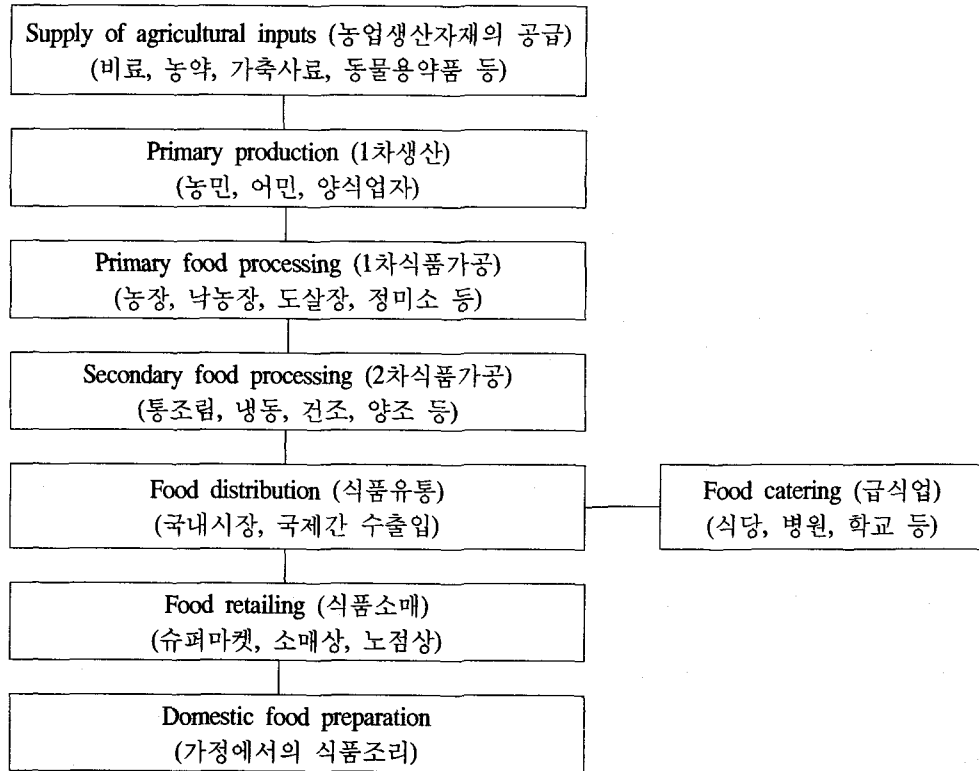 Supply of agricultural inputs (농업생산자재의 공급)
(비료, 농약, 가축사료, 동물용약품 등)
Primary production (1차생산)
(농민, 어민, 양식업자)
Primary food processing (1차식품가공)
(농장, 낙농장, 도살장, 정미소 등)
Secondary food processing (2차식품가공)
(통조림, 냉동, 건조, 양조 등)
Food distribution (식품유통)
(국내시장, 국제간 수출입)
Food catering (급식업)
(식당, 병원, 학교 등)
Food retailing (식품소매)
(슈퍼마켓, 소매상, 노점상)
Domestic food preparation
(가정에서의 식품조리)